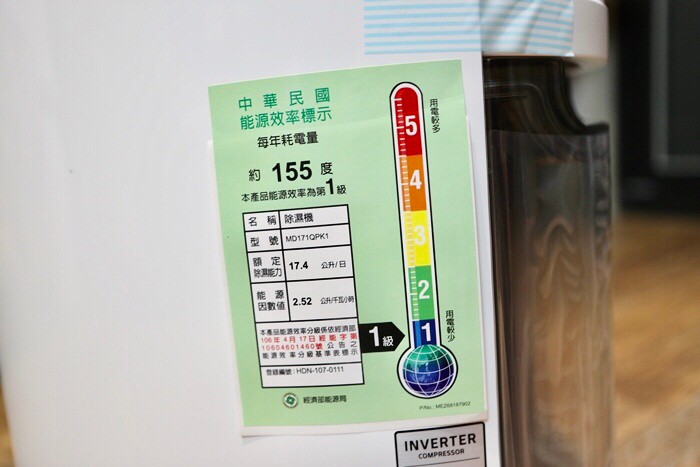 中華民國
能源效率標示
每年耗電量
約 155 度
本產品能源效率為第1級
名稱 除濕機
型號 MD171QPK1
額定除濕能力 17.4 公升/日
能源因數值 2.52 公升/千瓦小時
本產品能源效率分級係依經濟部
106年4月17日經能字第
10604601460號公告之
能源效率分級基準表標示
登錄編號：HDN-107-0111
經濟部能源局
用電較多
5
4
3
2
1
用電較少
1級
P/No.: MEZ68187902
INVERTER
COMPRESSOR